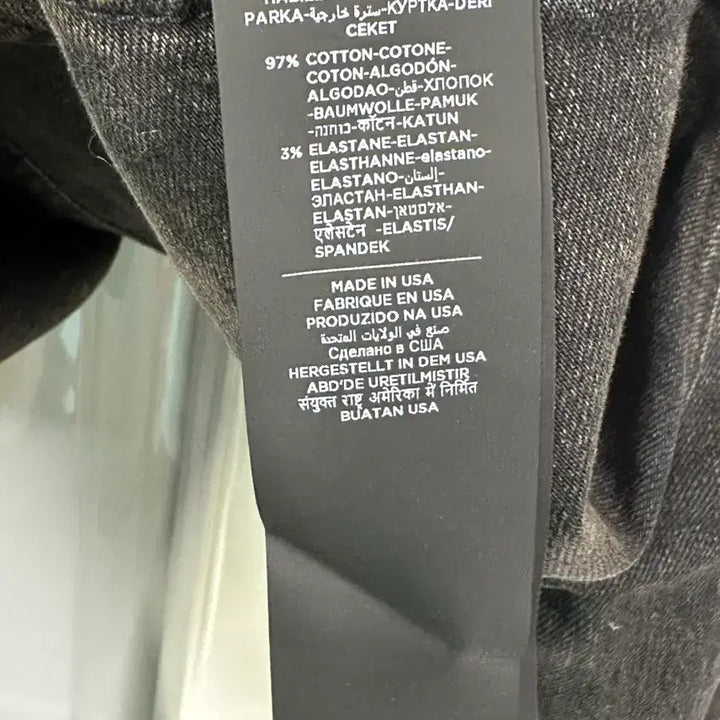 PARKA-سترة خارجية-КУРТКА-DERİ
CEKET
97% COTTON-COTONE-
COTON-ALGODÓN-
ALGODAO-قطن-ХЛОПОК
-BAUMWOLLE-PAMUK
-כותנה-कॉटन-KATUN
3% ELASTANE-ELASTAN-
ELASTHANNE-elastano-
ELASTANO-إلستان-
ЭЛАСТАН-ELASTHAN-
ELASTAN-אלסטאן-
एलेस्टेन -ELASTIS/
SPANDEK
MADE IN USA
FABRIQUE EN USA
PRODUZIDO NA USA
صنع في الولايات المتحدة
Сделано в США
HERGESTELLT IN DEM USA
ABD'DE URETILMISTIR
संयुक्त राष्ट्र अमेरिका में निर्मित
BUATAN USA